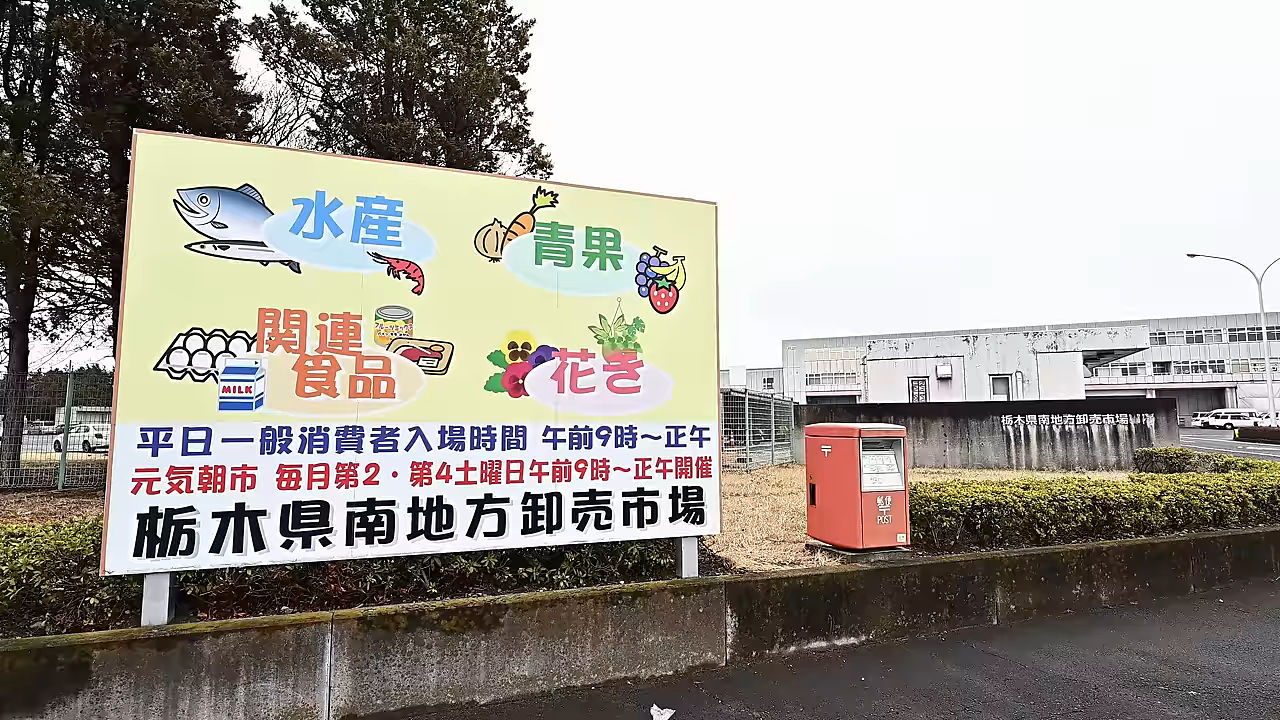 水産
青果
関連
食品
MILK
花き
平日一般消費者入場時間 午前9時～正午
元気朝市 毎月第2・第4土曜日午前9時～正午開催
栃木県南地方卸売市場
栃木県南地方卸売市場
〒
郵便
POST